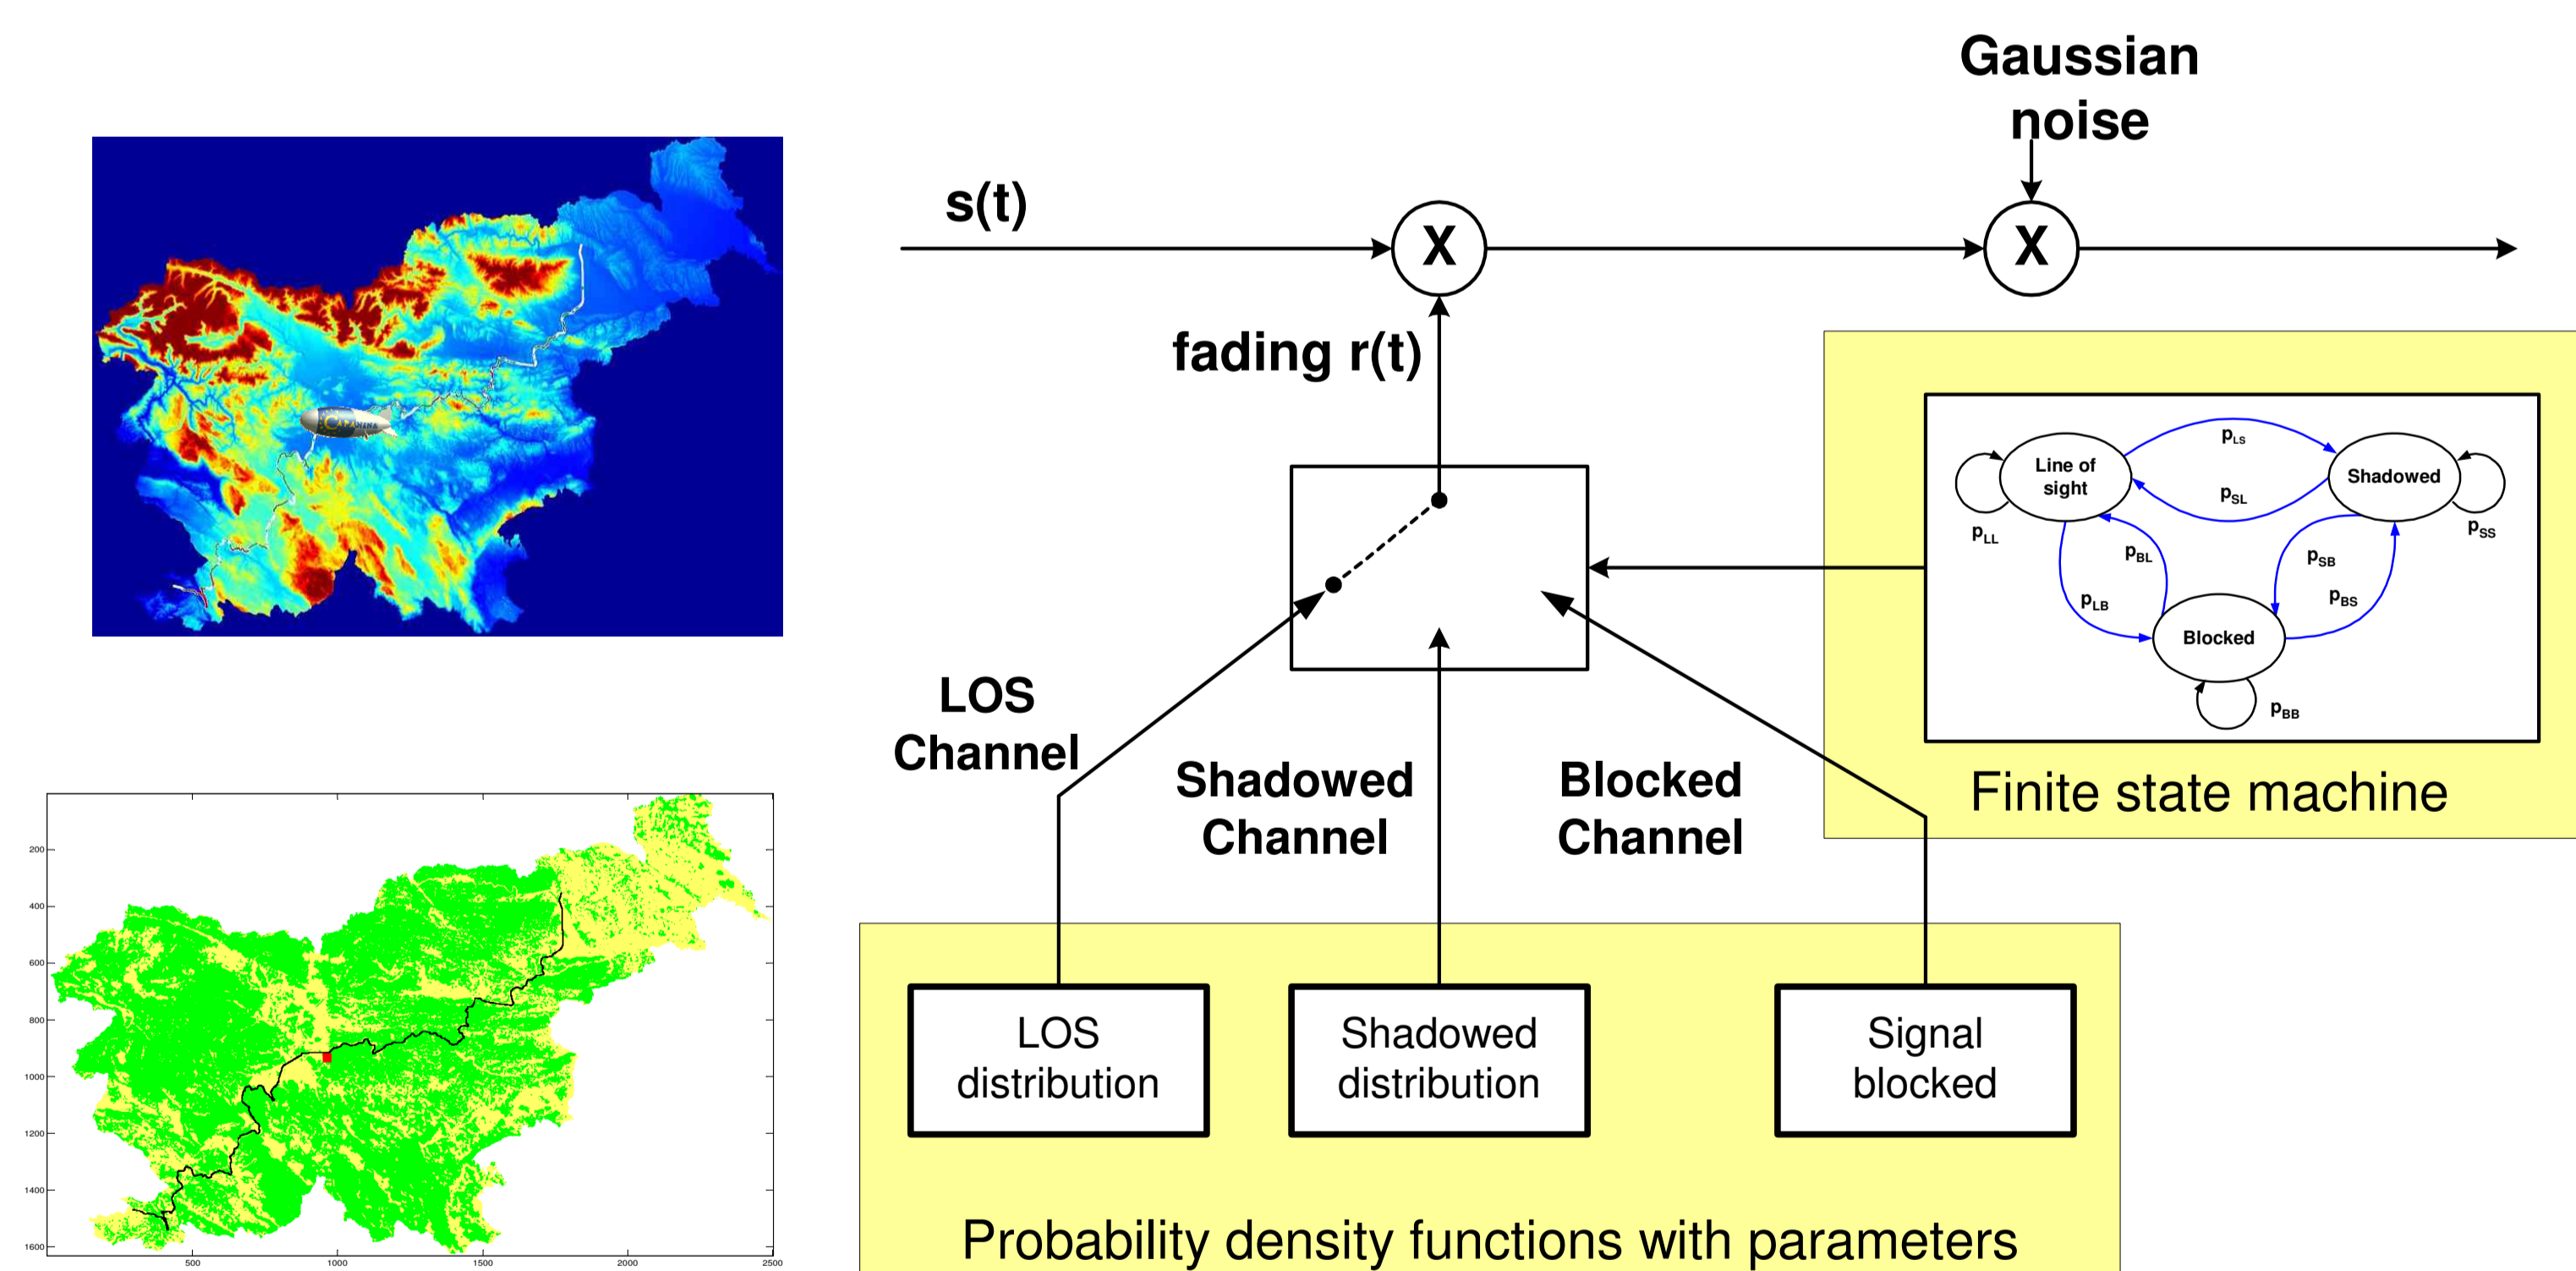 Gaussian
noise
s(t)
X
X
fading r(t)
CAPANINA
Line of
sight
Shadowed
Blocked
pLS
pSL
pLL
pSS
pBL
pSB
pLB
pBS
pBB
Finite state machine
LOS
Channel
Shadowed
Channel
Blocked
Channel
LOS
distribution
Shadowed
distribution
Signal
blocked
Probability density functions with parameters
200
400
600
800
1000
1200
1400
1600
500
1000
1500
2000
2500